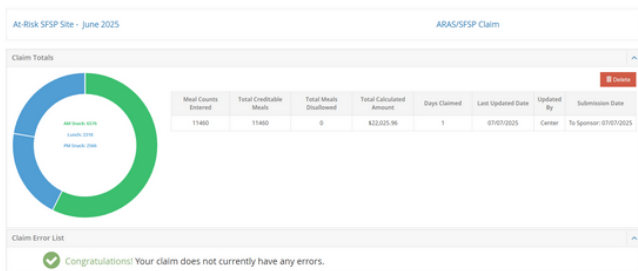 At-Risk SFSP Site - June 2025
ARAS/SFSP Claim
Claim Totals
Delete
Meal Counts Entered
Total Creditable Meals
Total Meals Disallowed
Total Calculated Amount
Days Claimed
Last Updated Date
Updated By
Submission Date
11460
11460
0
$22,025.96
1
07/07/2025
Center
To Sponsor: 07/07/2025
AM Snack: 6576
Lunch: 2316
PM Snack: 2566
Claim Error List
Congratulations! Your claim does not currently have any errors.